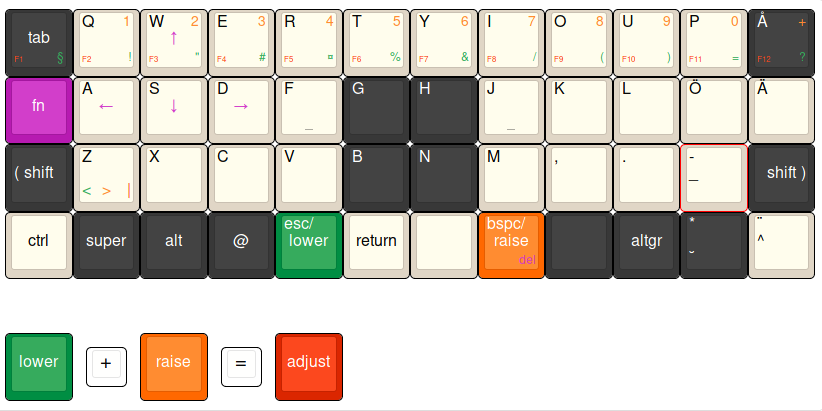 tab Q 1 W 2 E 3 R 4 T 5 Y 6 I 7 O 8 U 9 P 0 Å +
↑
F1 § F2 ! F3 " F4 # F5 ¤ F6 % F7 & F8 / F9 ( F10 ) F11 = F12 ?
fn A S D F G H J K L Ö Ä
← ↓ → _ _
( shift Z X C V B N M , . - shift )
< > | _
esc/ bspc/ * ¨
ctrl super alt @ lower return raise altgr ^
del ˇ
lower + raise = adjust